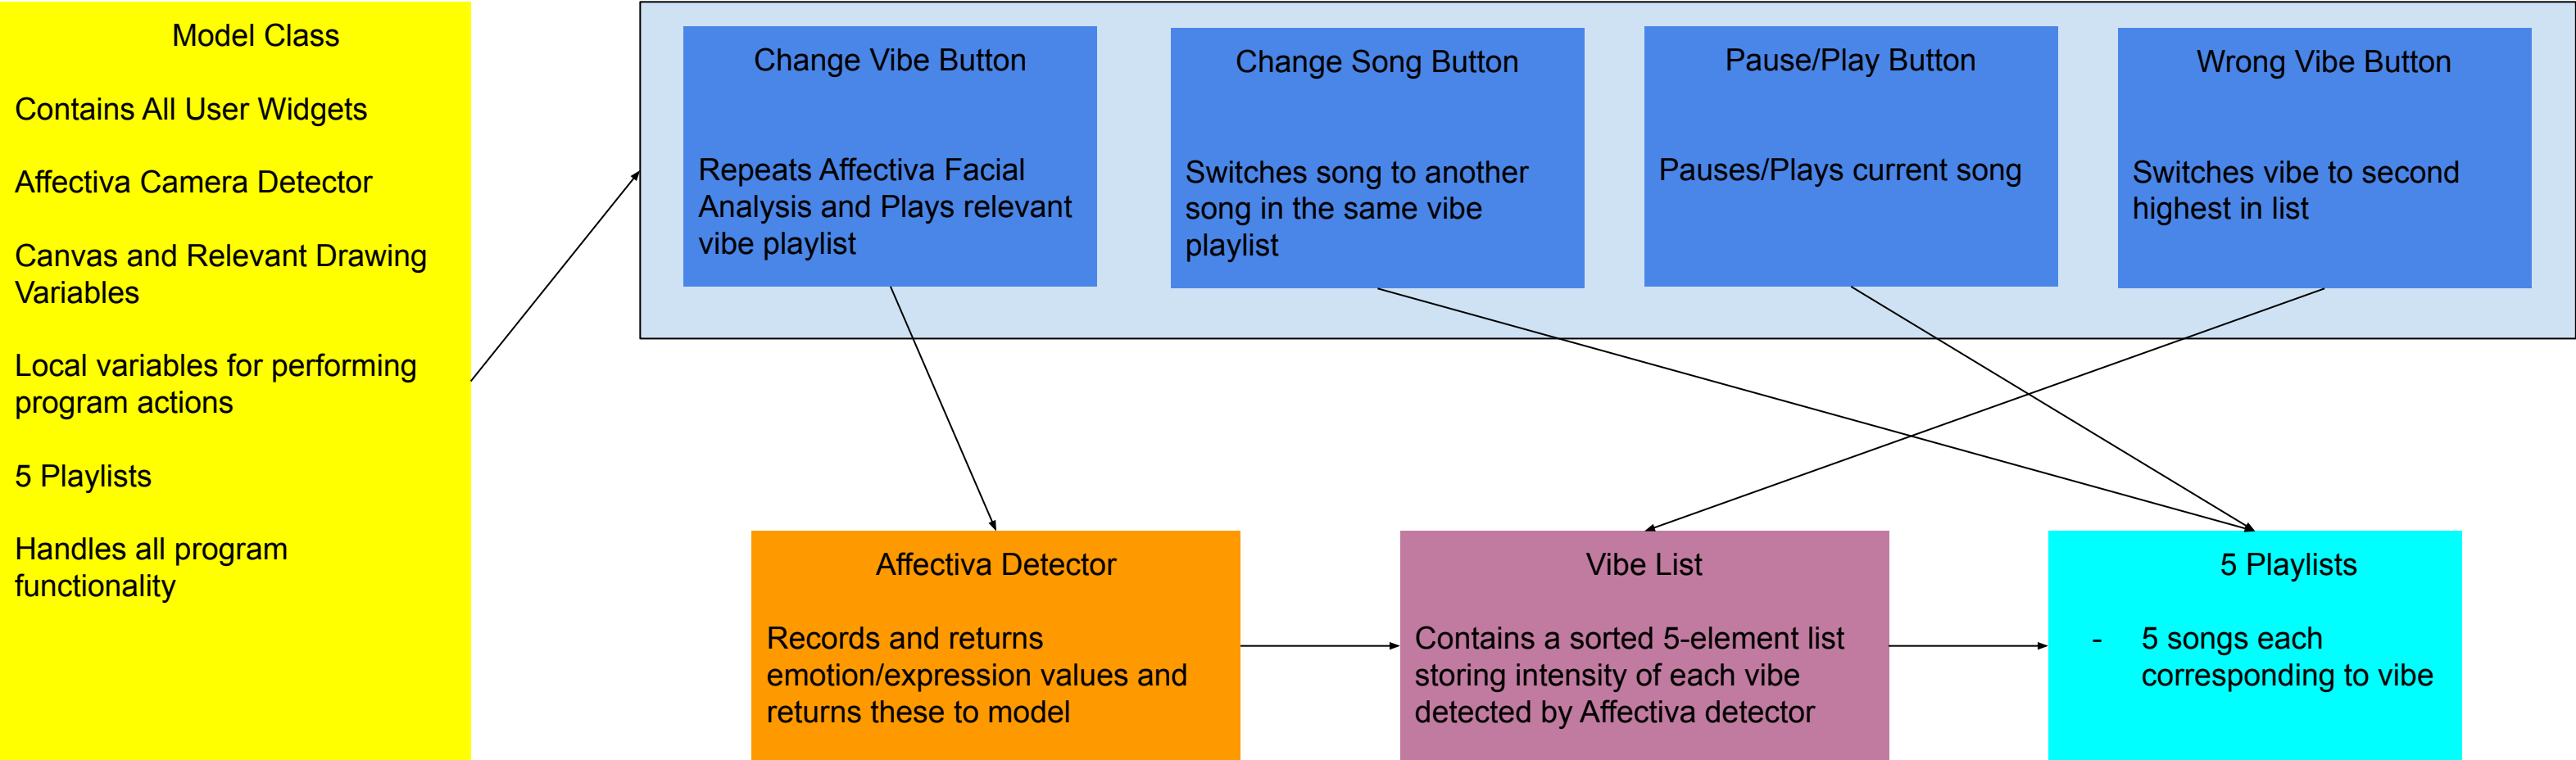 Model Class
Contains All User Widgets
Affectiva Camera Detector
Canvas and Relevant Drawing
Variables
Local variables for performing
program actions
5 Playlists
Handles all program
functionality
Change Vibe Button
Repeats Affectiva Facial
Analysis and Plays relevant
vibe playlist
Change Song Button
Switches song to another
song in the same vibe
playlist
Pause/Play Button
Pauses/Plays current song
Wrong Vibe Button
Switches vibe to second
highest in list
Affectiva Detector
Records and returns
emotion/expression values and
returns these to model
Vibe List
Contains a sorted 5-element list
storing intensity of each vibe
detected by Affectiva detector
5 Playlists
- 5 songs each
corresponding to vibe